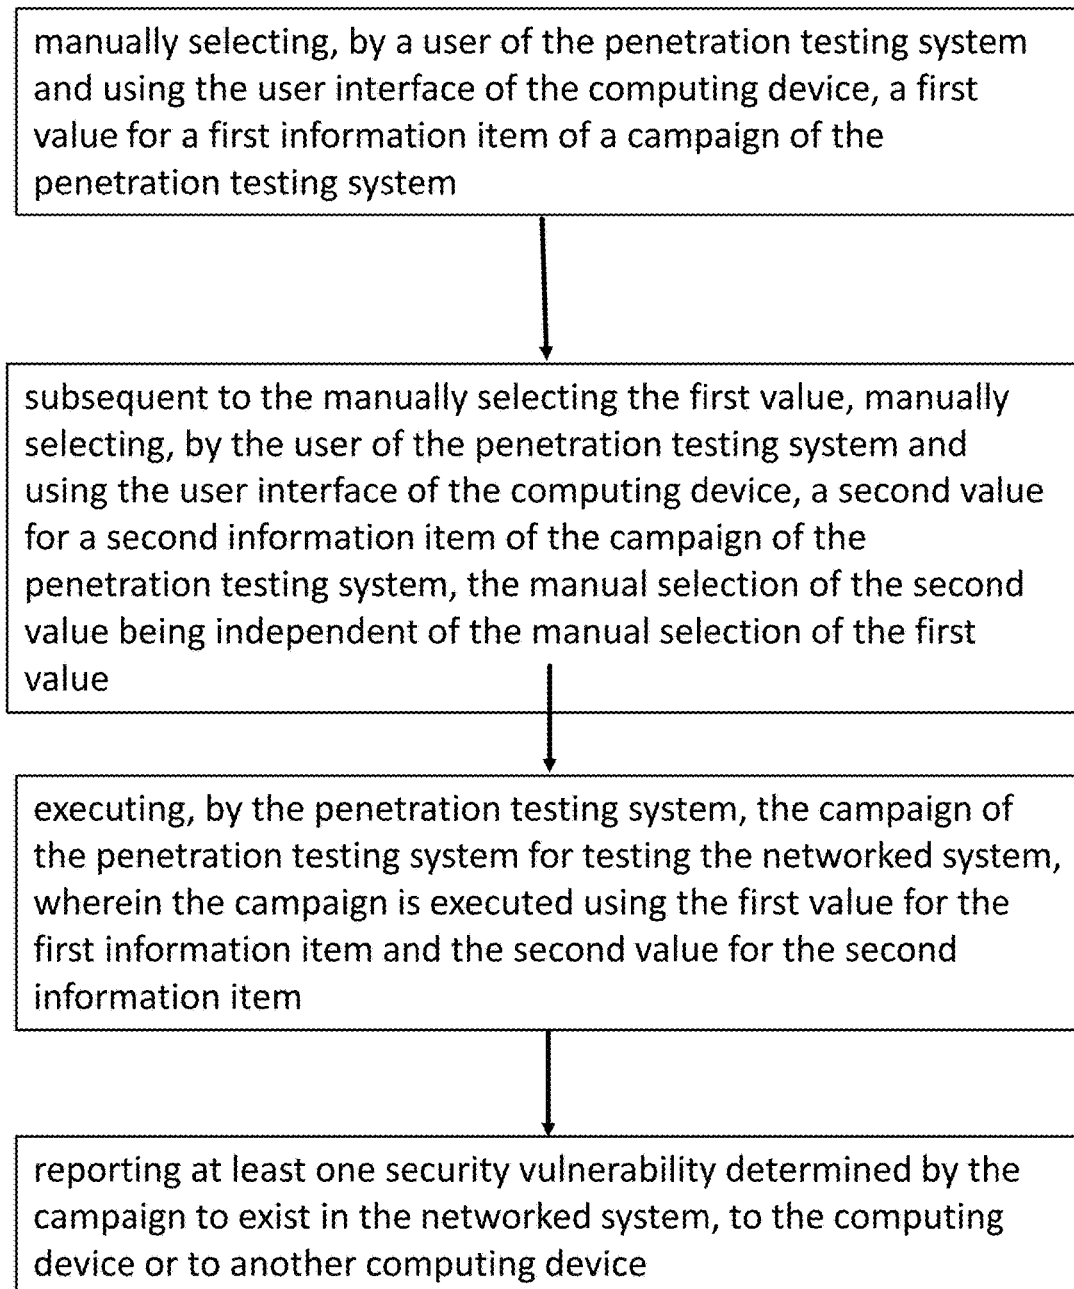 manually selecting, by a user of the penetration testing system
and using the user interface of the computing device, a first
value for a first information item of a campaign of the
penetration testing system
subsequent to the manually selecting the first value, manually
selecting, by the user of the penetration testing system and
using the user interface of the computing device, a second value
for a second information item of the campaign of the
penetration testing system, the manual selection of the second
value being independent of the manual selection of the first
value
executing, by the penetration testing system, the campaign of
the penetration testing system for testing the networked system,
wherein the campaign is executed using the first value for the
first information item and the second value for the second
information item
reporting at least one security vulnerability determined by the
campaign to exist in the networked system, to the computing
device or to another computing device